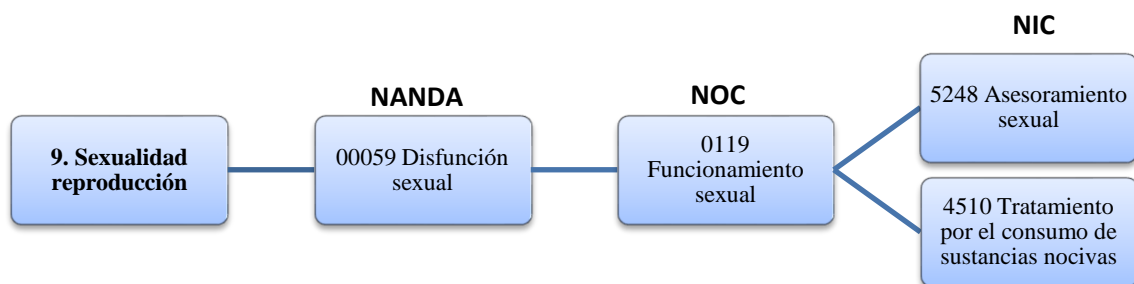 NIC
NANDA
NOC
9. Sexualidad
reproducción
00059 Disfunción
sexual
0119
Funcionamiento
sexual
5248 Asesoramiento
sexual
4510 Tratamiento
por el consumo de
sustancias nocivas